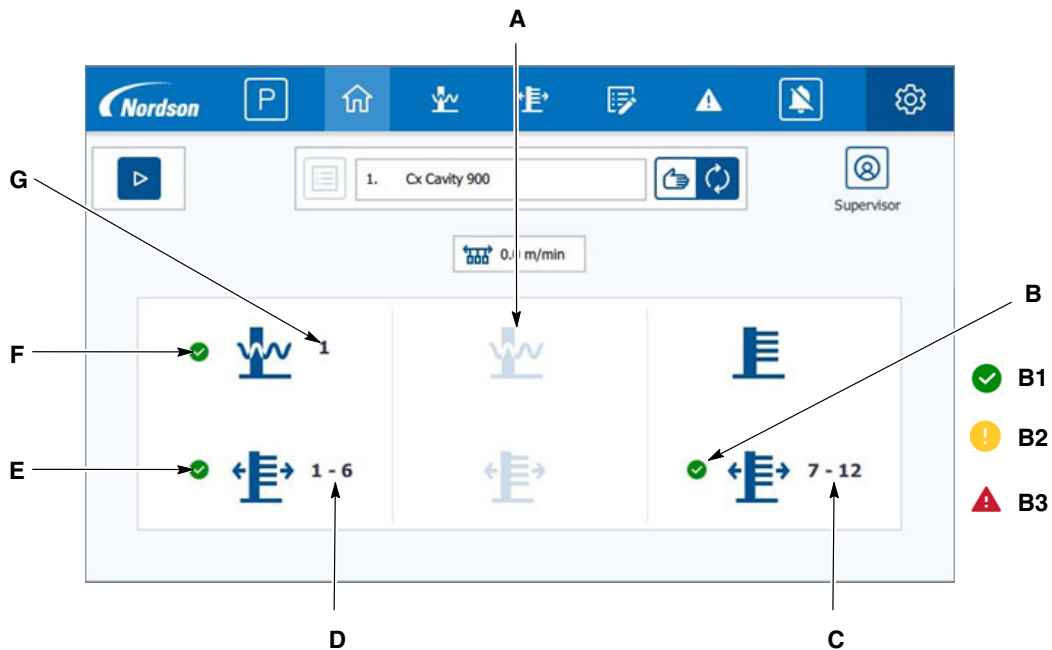 A
Nordson
P
G
1. Cx Cavity 900
Supervisor
0.0 m/min
B
F
1
B1
B2
E
1 - 6
7 - 12
B3
D
C